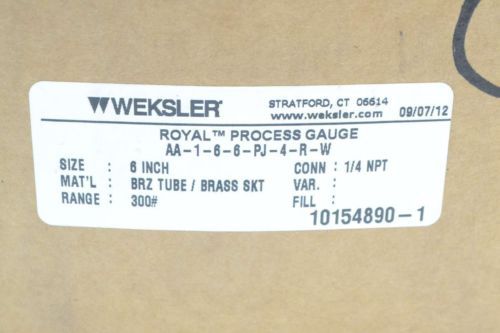 WEKSLER STRATFORD, CT 06614
www.weksler.com 09/07/12
ROYAL™ PROCESS GAUGE
AA-1-6-6-PJ-4-R-W
SIZE : 6 INCH CONN : 1/4 NPT
MAT'L : BRZ TUBE / BRASS SKT VAR. :
RANGE : 300# FILL :
10154890-1